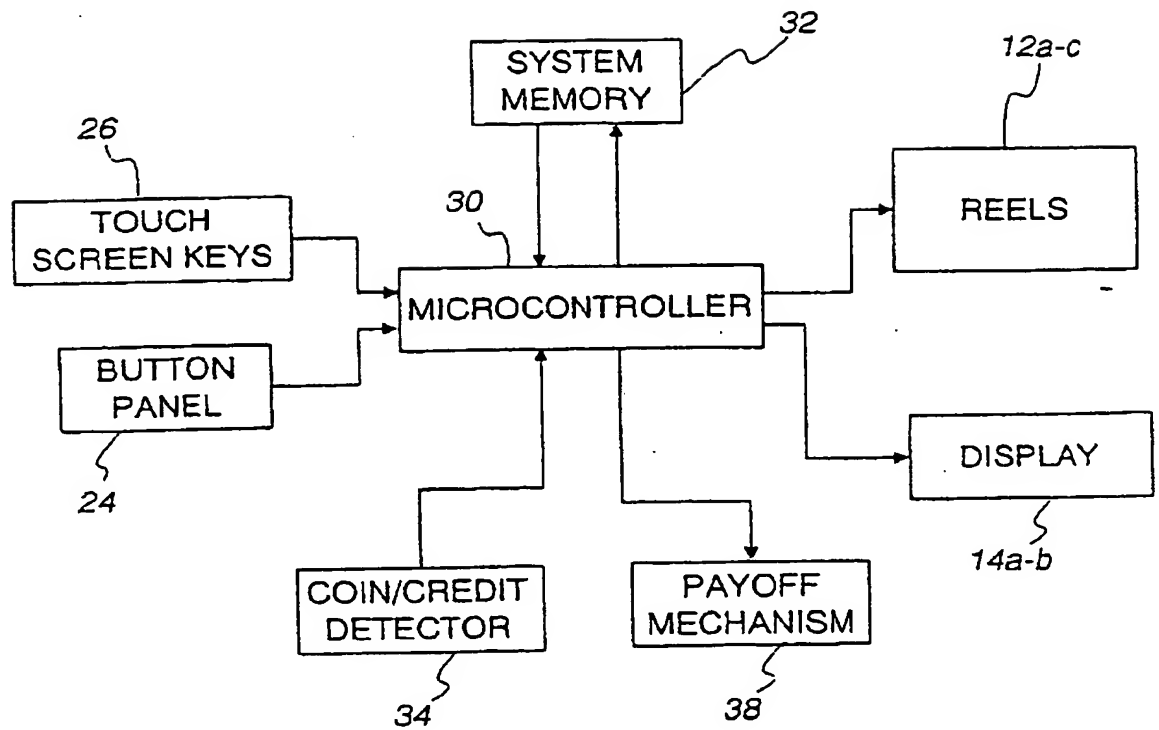 32
SYSTEM
MEMORY
12a-c
26
TOUCH
SCREEN KEYS
30
REELS
MICROCONTROLLER
BUTTON
PANEL
24
DISPLAY
14a-b
COIN/CREDIT
DETECTOR
34
PAYOFF
MECHANISM
38